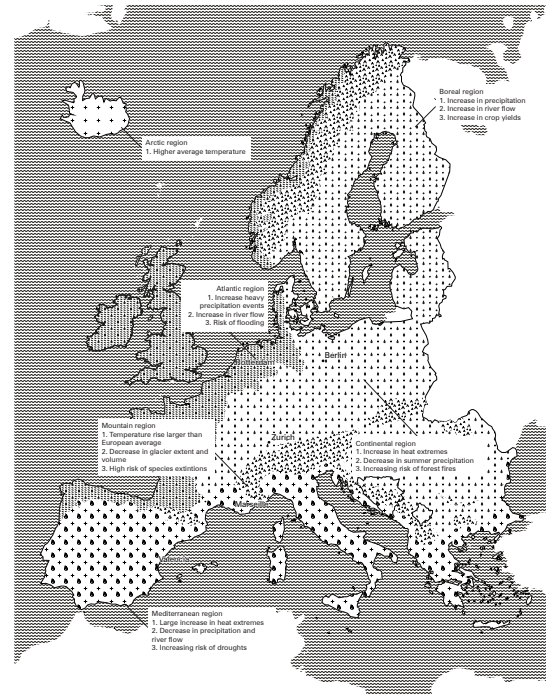 Boreal region
1. Increase in precipitation
2. Increase in river flow
3. Increase in crop yields
Arctic region
1. Higher average temperature
Atlantic region
1. Increase heavy
precipitation events
2. Increase in river flow
3. Risk of flooding
Rotterdam
Berlin
Mountain region
1. Temperature rise larger than
European average
2. Decrease in glacier extent and
volume
3. High risk of species extintions
Zurich
Continental region
1. Increase in heat extremes
2. Decrease in summer precipitation
3. Increasing risk of forest fires
Marseille
Mediterranean region
1. Large increase in heat extremes
2. Decrease in precipitation and
river flow
3. Increasing risk of droughts